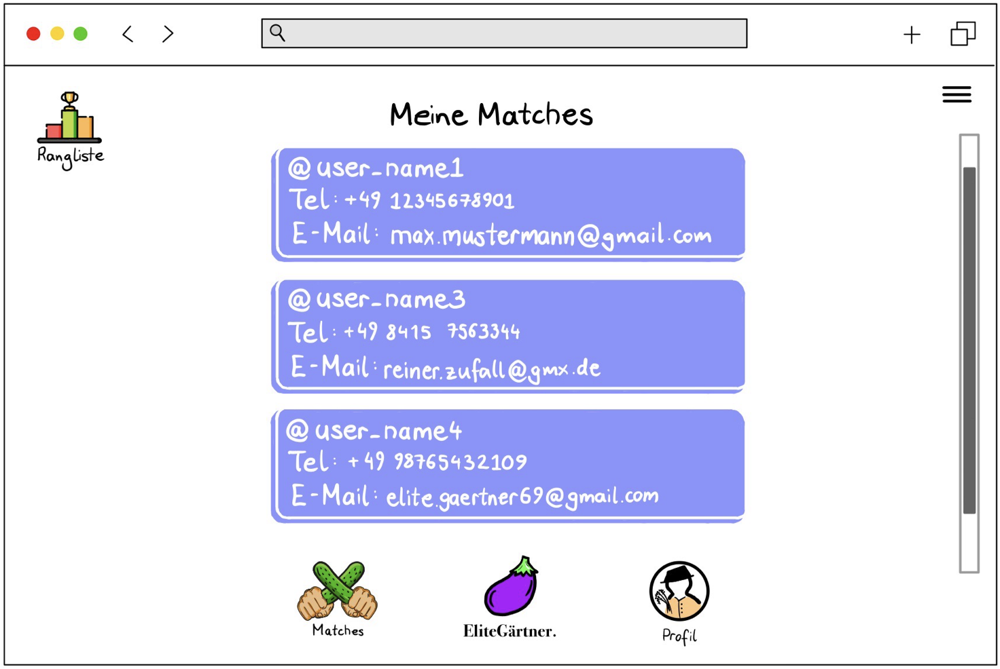 Rangliste
Meine Matches
@user_name1
Tel: +49 12345678901
E-Mail: max.mustermann@gmail.com
@user_name3
Tel: +49 8415 7563344
E-Mail: reiner.zufall@gmx.de
@user_name4
Tel: +49 98765432109
E-Mail: elite.gaertner69@gmail.com
Matches
EliteGärtner.
Profil